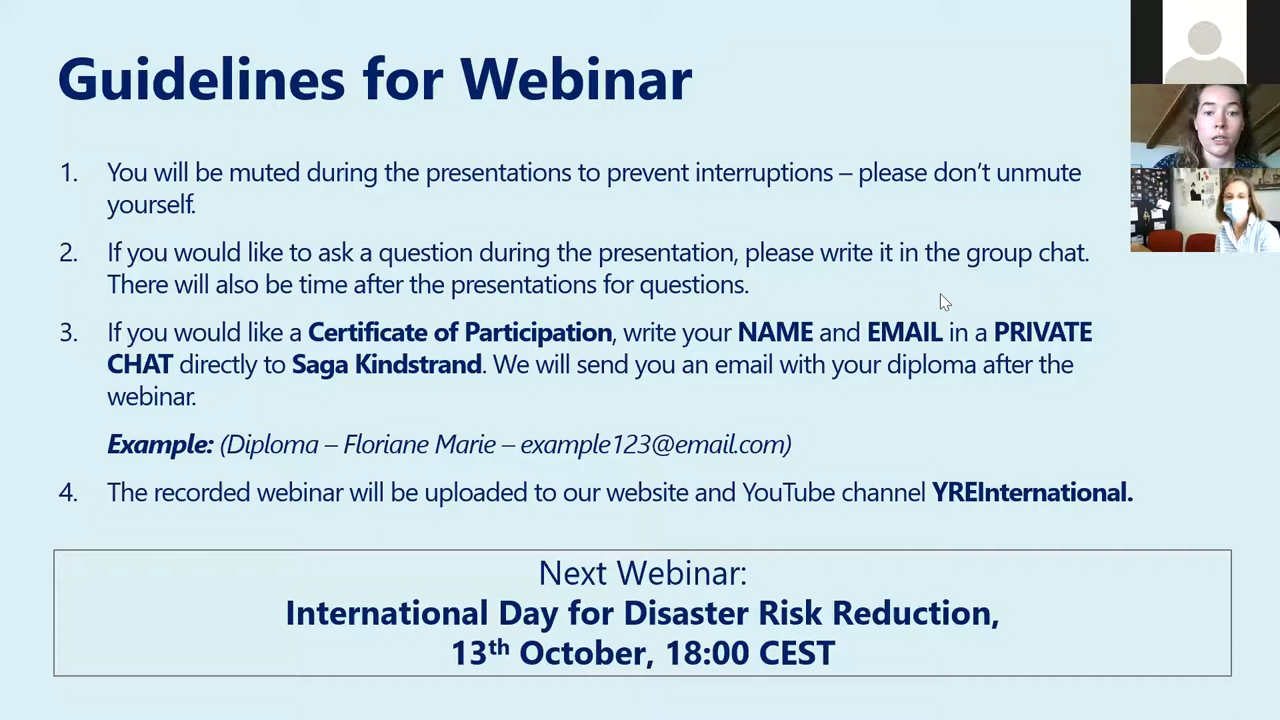 Guidelines for Webinar
1. You will be muted during the presentations to prevent interruptions – please don’t unmute
yourself.
2. If you would like to ask a question during the presentation, please write it in the group chat.
There will also be time after the presentations for questions.
3. If you would like a Certificate of Participation, write your NAME and EMAIL in a PRIVATE
CHAT directly to Saga Kindstrand. We will send you an email with your diploma after the
webinar.
Example: (Diploma – Floriane Marie – example123@email.com)
4. The recorded webinar will be uploaded to our website and YouTube channel YREInternational.
Next Webinar:
International Day for Disaster Risk Reduction,
13th October, 18:00 CEST